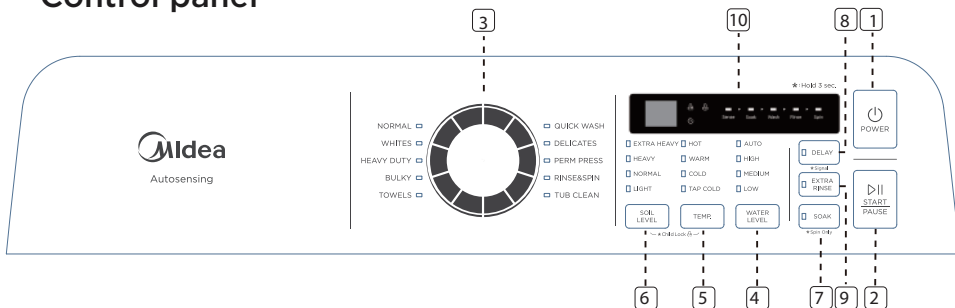 Control panel
3
10
8
1
★:Hold 3 sec.
Sense Soak Wash Rinse Spin
POWER
Midea
Autosensing
NORMAL
WHITES
HEAVY DUTY
BULKY
TOWELS
QUICK WASH
DELICATES
PERM PRESS
RINSE&SPIN
TUB CLEAN
EXTRA HEAVY HOT AUTO
HEAVY WARM HIGH
NORMAL COLD MEDIUM
LIGHT TAP COLD LOW
DELAY
★Signal
EXTRA
RINSE
SOAK
★Spin Only
START
PAUSE
SOIL
LEVEL
TEMP.
WATER
LEVEL
★Child Lock
6
5
4
7
9
2